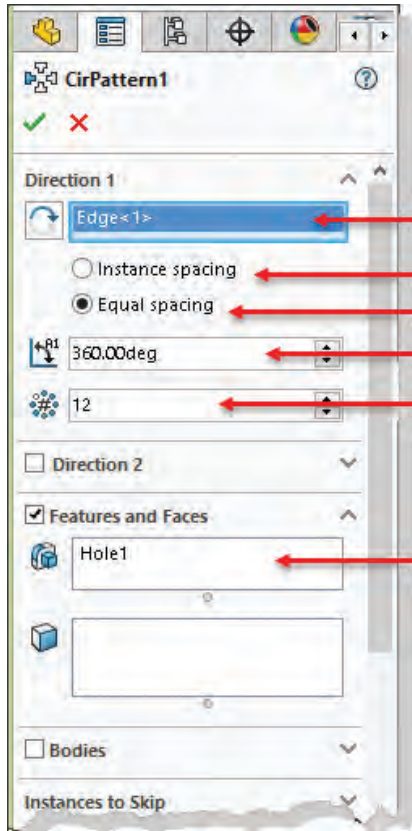 CirPattern1
Direction 1
Edge<1>
Instance spacing
Equal spacing
A1
360.00deg
#
12
Direction 2
Features and Faces
Hole1
Bodies
Instances to Skip